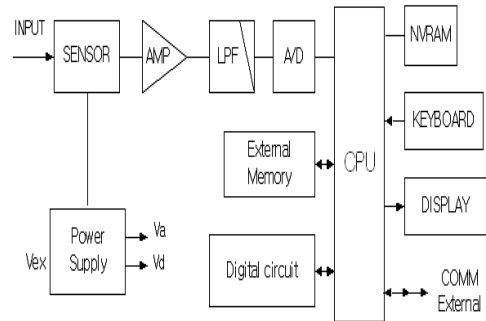 INPUT
SENSOR
AMP
LPF
A/D
CPU
NVRAM
KEYBOARD
DISPLAY
COMM
External
External
Memory
Digital circuit
Power
Supply
Vex
Va
Vd